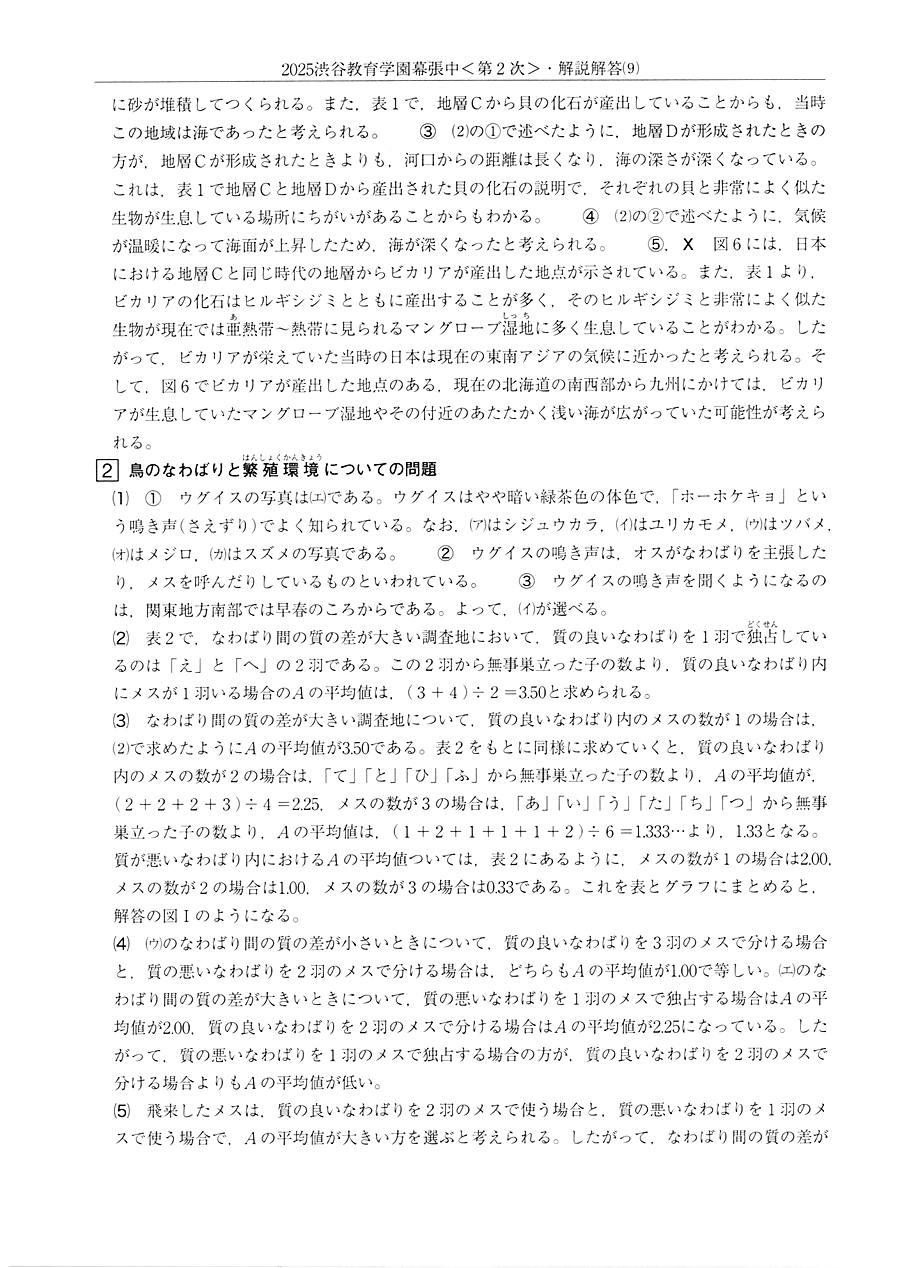 2025渋谷教育学園幕張中<第2次>・解説解答(9)
に砂が堆積してつくられる。また，表1で，地層Cから貝の化石が産出していることからも，当時
この地域は海であったと考えられる。　③　(2)の①で述べたように，地層Dが形成されたときの
方が，地層Cが形成されたときよりも，河口からの距離は長くなり，海の深さが深くなっている。
これは，表1で地層Cと地層Dから産出された貝の化石の説明で，それぞれの貝と非常によく似た
生物が生息している場所にちがいがあることからもわかる。　④　(2)の②で述べたように，気候
が温暖になって海面が上昇したため，海が深くなったと考えられる。　⑤，X　図6には，日本
における地層Cと同じ時代の地層からビカリアが産出した地点が示されている。また，表1より，
ビカリアの化石はヒルギシジミとともに産出することが多く，そのヒルギシジミと非常によく似た
あ　しっち
生物が現在では亜熱帯～熱帯に見られるマングローブ湿地に多く生息していることがわかる。した
がって，ビカリアが栄えていた当時の日本は現在の東南アジアの気候に近かったと考えられる。そ
して，図6でビカリアが産出した地点のある，現在の北海道の南西部から九州にかけては，ビカリ
アが生息していたマングローブ湿地やその付近のあたたかく浅い海が広がっていた可能性が考えら
れる。
はんしょくかんきょう
2　鳥のなわばりと繁殖環境についての問題
(1)　①　ウグイスの写真は(エ)である。ウグイスはやや暗い緑茶色の体色で，「ホーホケキョ」とい
う鳴き声(さえずり)でよく知られている。なお，(ア)はシジュウカラ，(イ)はユリカモメ，(ウ)はツバメ，
(オ)はメジロ，(カ)はスズメの写真である。　②　ウグイスの鳴き声は，オスがなわばりを主張した
り，メスを呼んだりしているものといわれている。　③　ウグイスの鳴き声を聞くようになるの
は，関東地方南部では早春のころからである。よって，(イ)が選べる。
どくせん
(2)　表2で，なわばり間の質の差が大きい調査地において，質の良いなわばりを1羽で独占してい
るのは「え」と「へ」の2羽である。この2羽から無事巣立った子の数より，質の良いなわばり内
にメスが1羽いる場合のAの平均値は，(3＋4)÷2＝3.50と求められる。
(3)　なわばり間の質の差が大きい調査地について，質の良いなわばり内のメスの数が1の場合は，
(2)で求めたようにAの平均値が3.50である。表2をもとに同様に求めていくと，質の良いなわばり
内のメスの数が2の場合は，「て」「と」「ひ」「ふ」から無事巣立った子の数より，Aの平均値が，
(2＋2＋2＋3)÷4＝2.25，メスの数が3の場合は，「あ」「い」「う」「た」「ち」「つ」から無事
巣立った子の数より，Aの平均値は，(1＋2＋1＋1＋1＋2)÷6＝1.333…より，1.33となる。
質が悪いなわばり内におけるAの平均値ついては，表2にあるように，メスの数が1の場合は2.00，
メスの数が2の場合は1.00，メスの数が3の場合は0.33である。これを表とグラフにまとめると，
解答の図Iのようになる。
(4)　(ウ)のなわばり間の質の差が小さいときについて，質の良いなわばりを3羽のメスで分ける場合
と，質の悪いなわばりを2羽のメスで分ける場合は，どちらもAの平均値が1.00で等しい。(エ)のな
わばり間の質の差が大きいときについて，質の悪いなわばりを1羽のメスで独占する場合はAの平
均値が2.00，質の良いなわばりを2羽のメスで分ける場合はAの平均値が2.25になっている。した
がって，質の悪いなわばりを1羽のメスで独占する場合の方が，質の良いなわばりを2羽のメスで
分ける場合よりもAの平均値が低い。
(5)　飛来したメスは，質の良いなわばりを2羽のメスで使う場合と，質の悪いなわばりを1羽のメ
スで使う場合で，Aの平均値が大きい方を選ぶと考えられる。したがって，なわばり間の質の差が